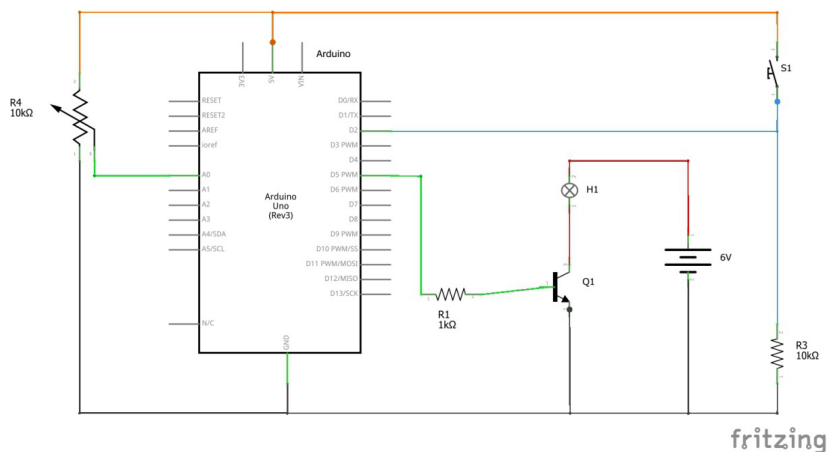 Arduino
3V3
5V
VIN
S1
R4
10kΩ
RESET
RESET2
AREF
ioref
A0
A1
A2
A3
A4/SDA
A5/SCL
N/C
D0/RX
D1/TX
D2
D3 PWM
D4
D5 PWM
D6 PWM
D7
D8
D9 PWM
D10 PWM/SS
D11 PWM/MOSI
D12/MISO
D13/SCK
Arduino
Uno
(Rev3)
GND
H1
Q1
6V
R1
1kΩ
R3
10kΩ
fritzing